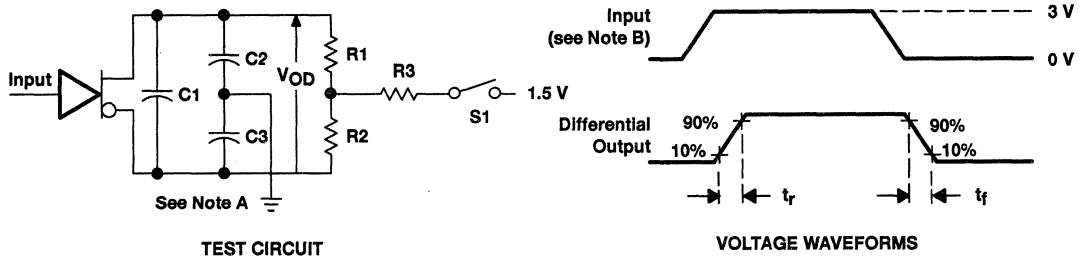 Input
C1
C2
C3
VOD
R1
R2
R3
S1
1.5 V
See Note A
TEST CIRCUIT
Input
(see Note B)
3 V
0 V
Differential
Output
90%
10%
90%
10%
tr
tf
VOLTAGE WAVEFORMS